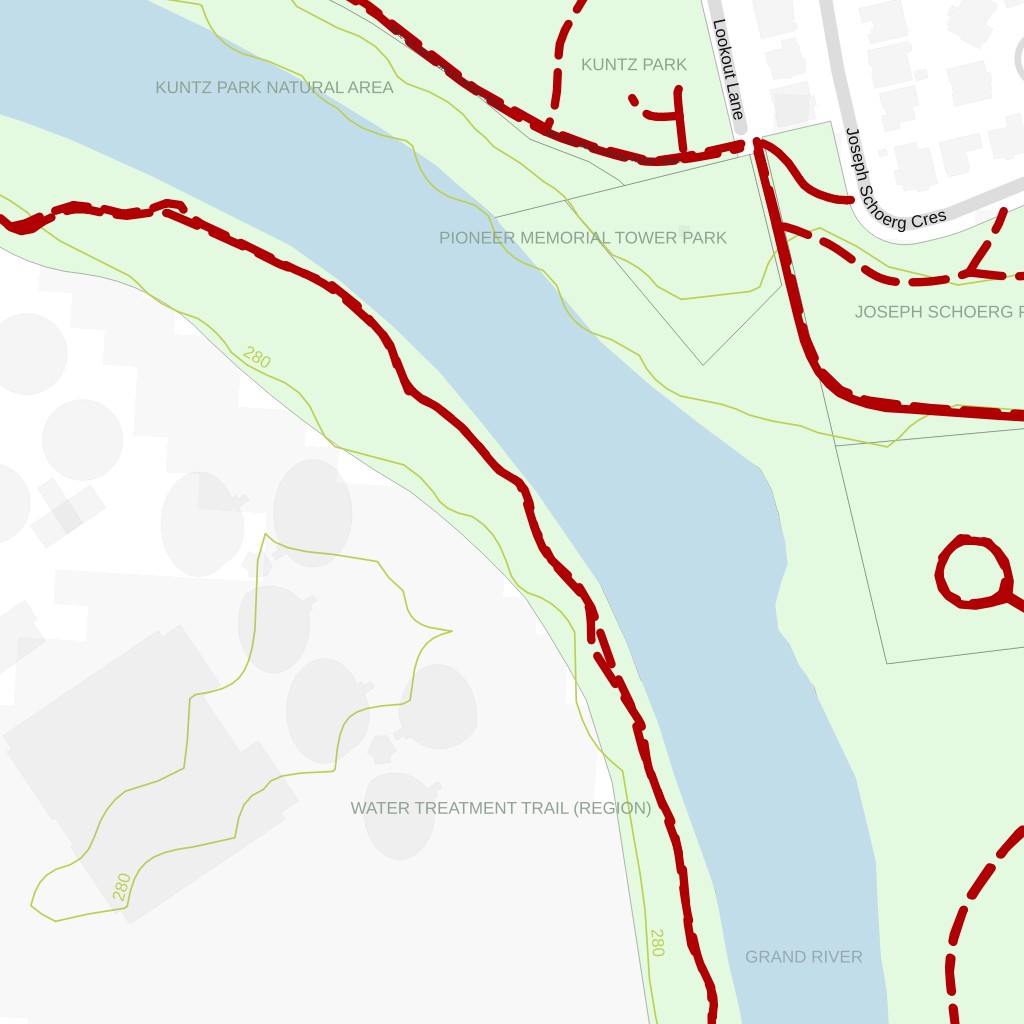 Lookout Lane
KUNTZ PARK
KUNTZ PARK NATURAL AREA
Joseph Schoerg Cres
PIONEER MEMORIAL TOWER PARK
JOSEPH SCHOERG P
280
WATER TREATMENT TRAIL (REGION)
280
280
GRAND RIVER